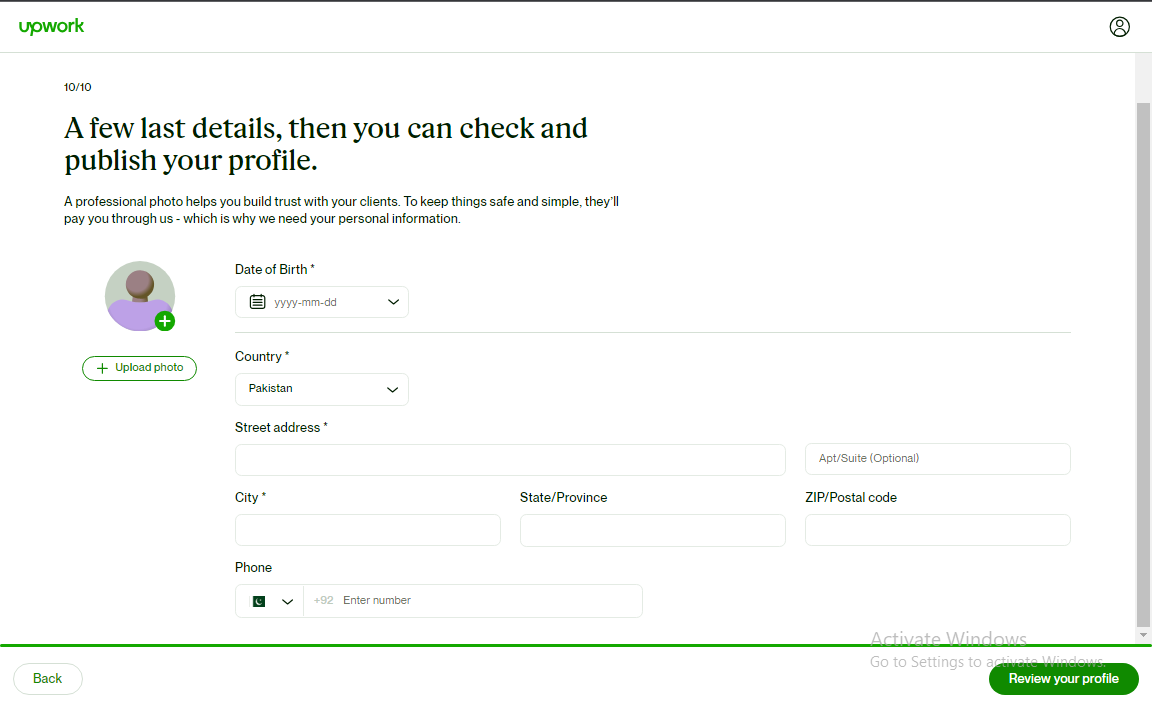 upwork
10/10
A few last details, then you can check and
publish your profile.
A professional photo helps you build trust with your clients. To keep things safe and simple, they'll
pay you through us - which is why we need your personal information.
Date of Birth *
yyyy-mm-dd
Upload photo
Country *
Pakistan
Street address *
Apt/Suite (Optional)
City *
State/Province
ZIP/Postal code
Phone
+92 Enter number
Activate Windows
Go to Settings to activate Windows.
Back
Review your profile